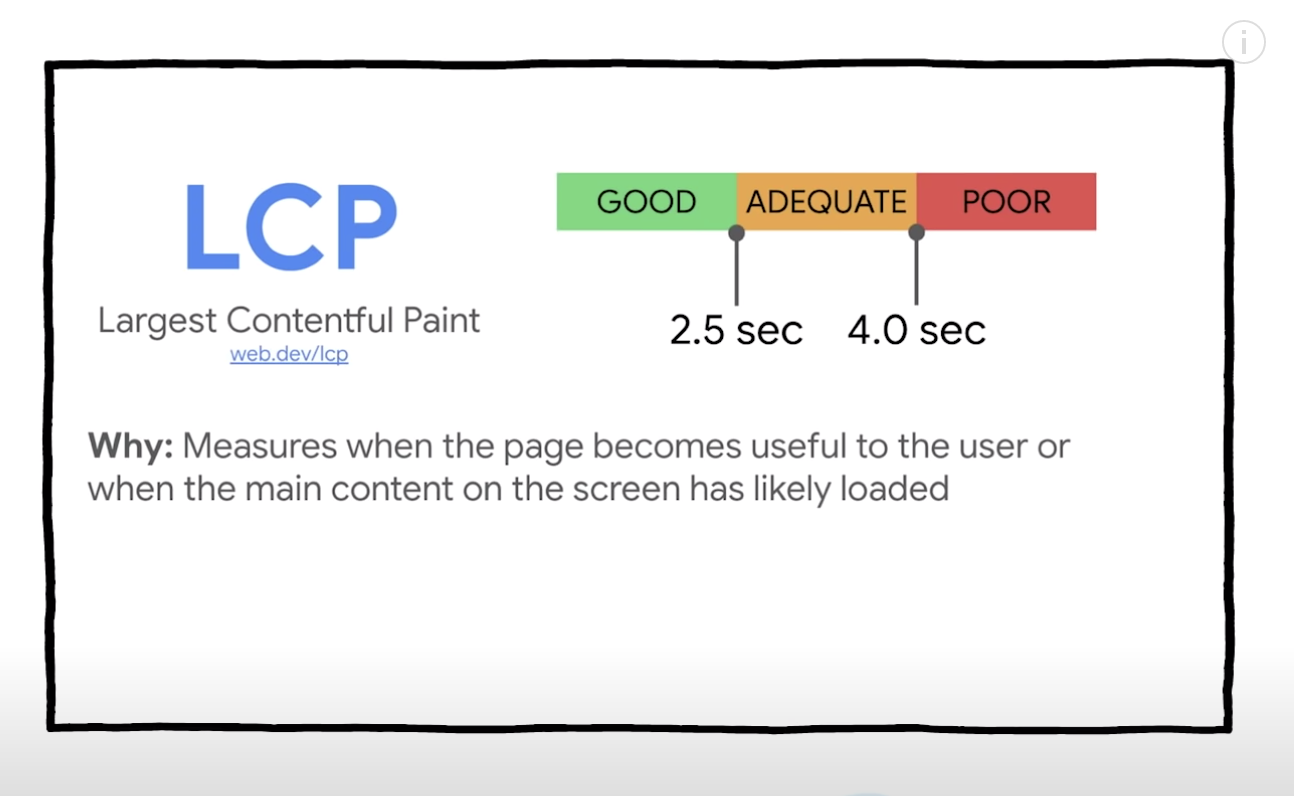 LCP
Largest Contentful Paint
web.dev/lcp
GOOD ADEQUATE POOR
2.5 sec 4.0 sec
Why: Measures when the page becomes useful to the user or
when the main content on the screen has likely loaded